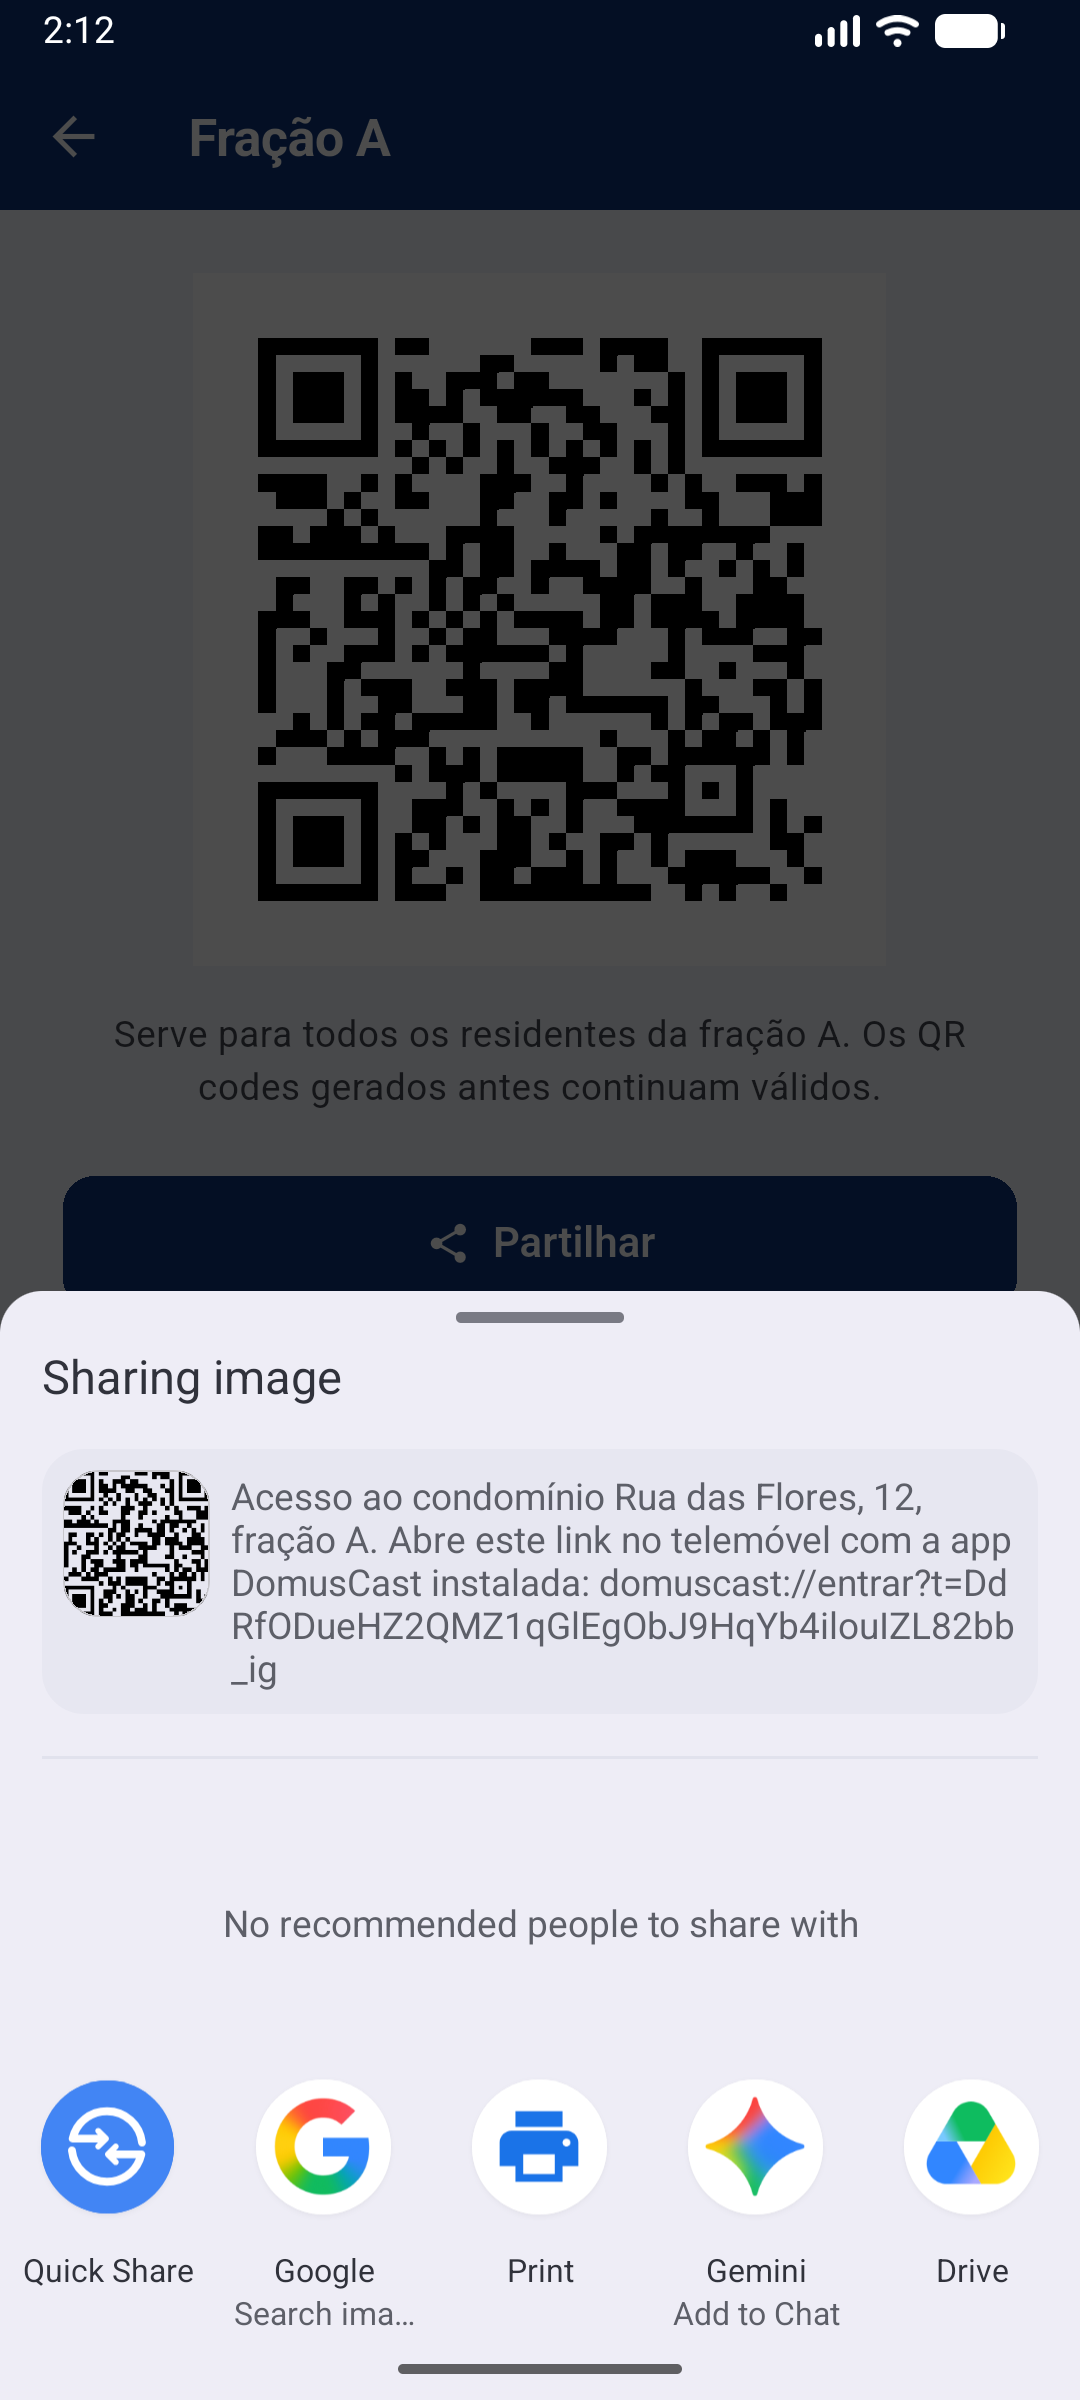 2:12
Fração A
Serve para todos os residentes da fração A. Os QR
codes gerados antes continuam válidos.
Partilhar
Sharing image
Acesso ao condomínio Rua das Flores, 12,
fração A. Abre este link no telemóvel com a app
DomusCast instalada: domuscast://entrar?t=Dd
RfODueHZ2QMZ1qGlEgObJ9HqYb4ilouIZL82bb
_ig
No recommended people to share with
Quick Share
Google
Search ima…
Print
Gemini
Add to Chat
Drive